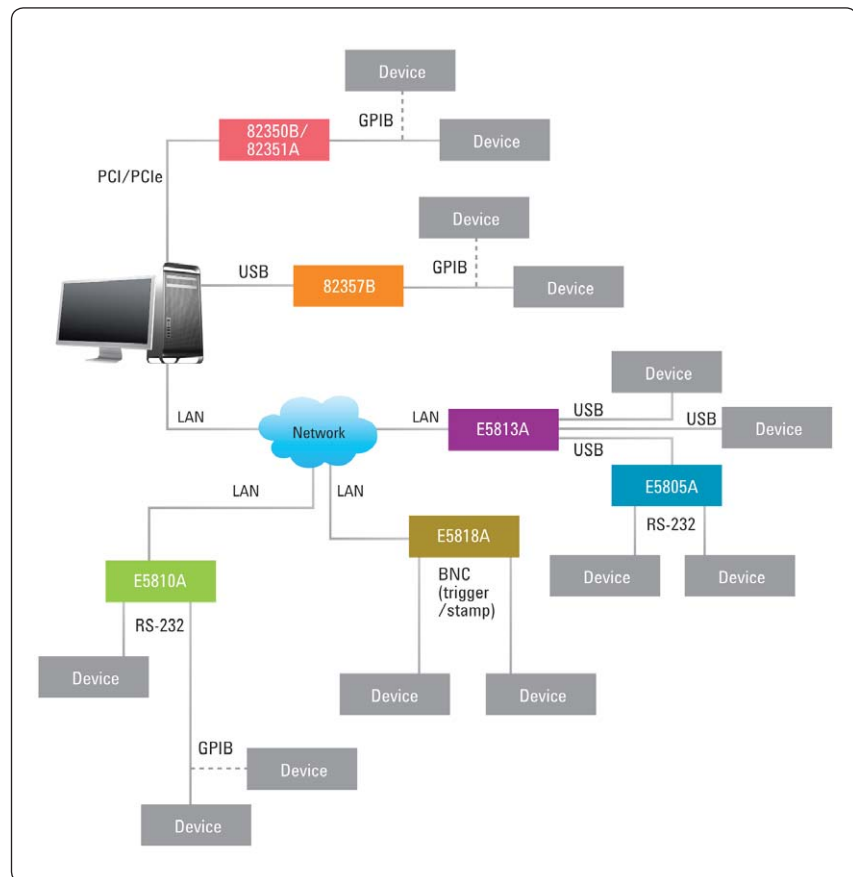 Device
GPIB
82350B/
82351A
Device
PCI/PCIe
Device
USB
GPIB
82357B
Device
Device
LAN
Network
LAN
USB
E5813A
USB
Device
USB
LAN
LAN
E5805A
RS-232
E5818A
E5810A
BNC
(trigger
/stamp)
Device
Device
RS-232
Device
Device
Device
GPIB
Device
Device